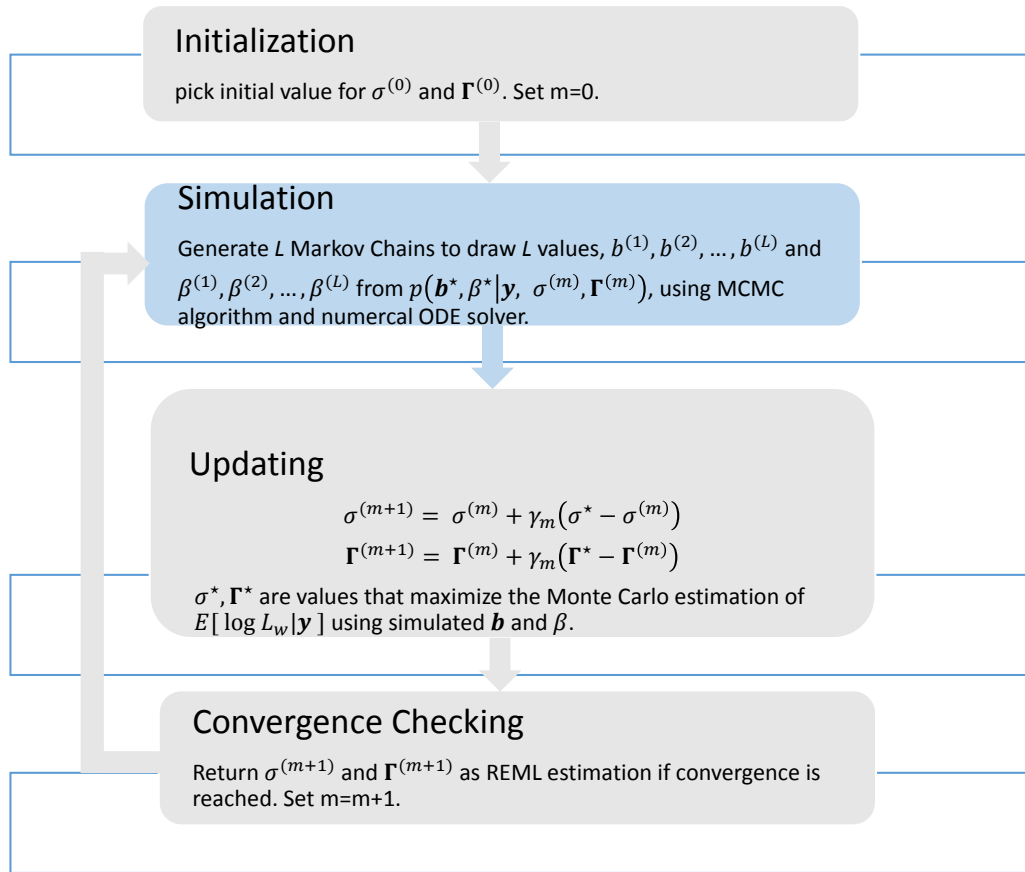 Initialization
pick initial value for σ^(0) and 𝚪^(0). Set m=0.
Simulation
Generate L Markov Chains to draw L values, b^(1), b^(2), …, b^(L) and
β^(1), β^(2), …, β^(L) from p(𝒃*, β*|𝒚, σ^(m), 𝚪^(m)), using MCMC
algorithm and numercal ODE solver.
Updating
σ^(m+1) = σ^(m) + γ_m(σ* − σ^(m))
𝚪^(m+1) = 𝚪^(m) + γ_m(𝚪* − 𝚪^(m))
σ*, 𝚪* are values that maximize the Monte Carlo estimation of
E[ log L_w|𝒚 ] using simulated 𝒃 and β.
Convergence Checking
Return σ^(m+1) and 𝚪^(m+1) as REML estimation if convergence is
reached. Set m=m+1.